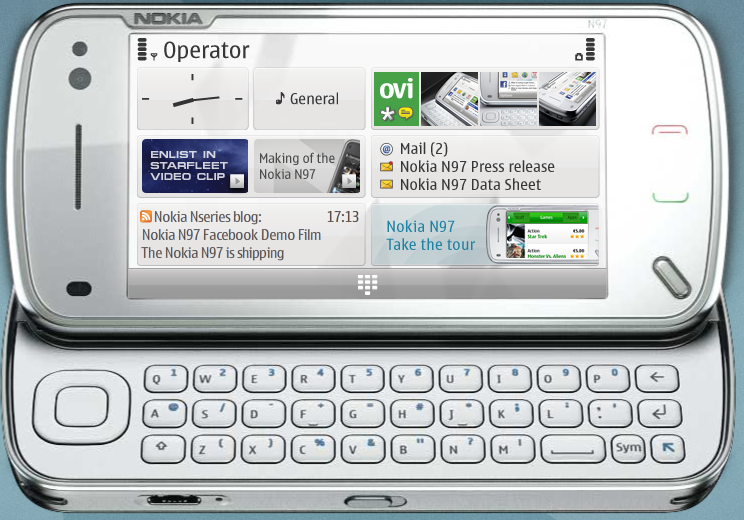 NOKIA
N97
Operator
General
ovi
ENLIST IN
STARFLEET
VIDEO CLIP
Making of the
Nokia N97
@ Mail (2)
Nokia N97 Press release
Nokia N97 Data Sheet
Nokia Nseries blog: 17:13
Nokia N97 Facebook Demo Film
The Nokia N97 is shipping
Nokia N97
Take the tour
Games
Action €5.80
Star Trek
Action €5.80
Monster Vs. Aliens
Q 1 W 2 E 3 R 4 T 5 Y 6 U 7 I 8 O 9 P 0 ←
A @ S / D - F _ G = H # J * K ; L : , . '
Z ( X ) C % V & B " N ? M ! Sym